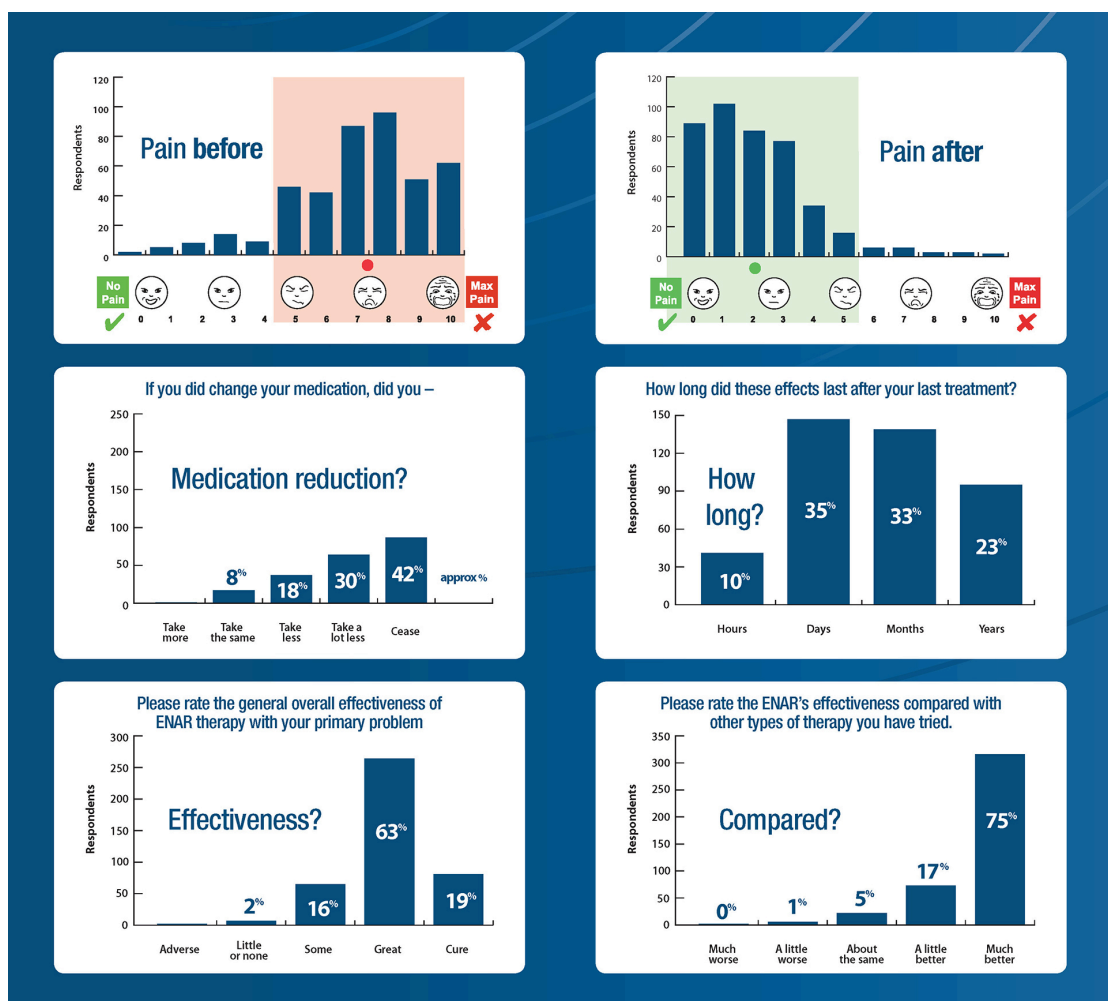 120
100
80
60
40
20
0
Respondents
Pain before
No
Pain
Max
Pain
0 1 2 3 4 5 6 7 8 9 10
120
100
80
60
40
20
0
Respondents
Pain after
No
Pain
Max
Pain
0 1 2 3 4 5 6 7 8 9 10
If you did change your medication, did you –
250
200
150
100
50
0
Respondents
Medication reduction?
8%
18%
30%
42%
approx %
Take
more
Take
the same
Take
less
Take a
lot less
Cease
How long did these effects last after your last treatment?
150
120
90
60
30
0
Respondents
How
long?
10%
35%
33%
23%
Hours
Days
Months
Years
Please rate the general overall effectiveness of
ENAR therapy with your primary problem
300
250
200
150
100
50
0
Respondents
Effectiveness?
2%
16%
63%
19%
Adverse
Little
or none
Some
Great
Cure
Please rate the ENAR's effectiveness compared with
other types of therapy you have tried.
350
300
250
200
150
100
50
0
Respondents
Compared?
0%
1%
5%
17%
75%
Much
worse
A little
worse
About
the same
A little
better
Much
better